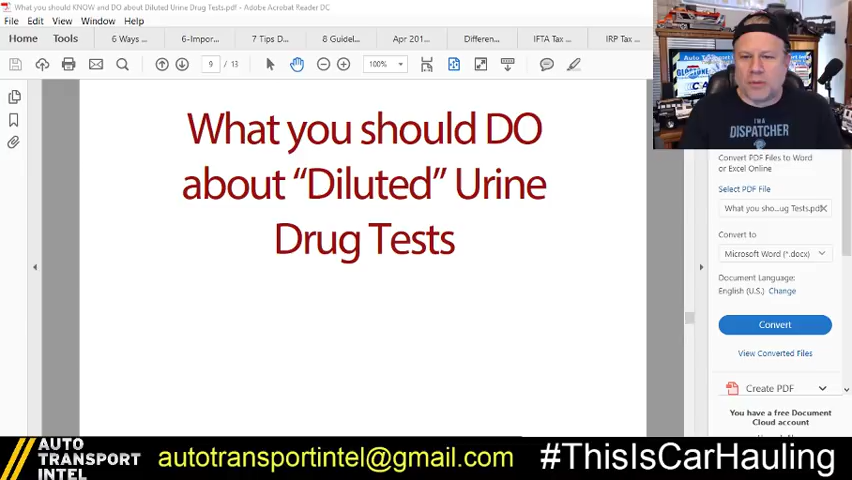 What you should KNOW and DO about Diluted Urine Drug Tests.pdf - Adobe Acrobat Reader DC
File Edit View Window Help
Home Tools 6 Ways ... 6-Impor... 7 Tips D... 8 Guidel... Apr 201... Differen... IFTA Tax ... IRP Tax ...
9 / 13 100%
What you should DO
about “Diluted” Urine
Drug Tests
I'M A
DISPATCHER
Convert PDF Files to Word
or Excel Online
Select PDF File
What you sho...ug Tests.pdf
Convert to
Microsoft Word (*.docx)
Document Language:
English (U.S.) Change
Convert
View Converted Files
Create PDF
You have a free Document
Cloud account
AUTO
TRANSPORT
INTEL
autotransportintel@gmail.com
#ThisIsCarHauling